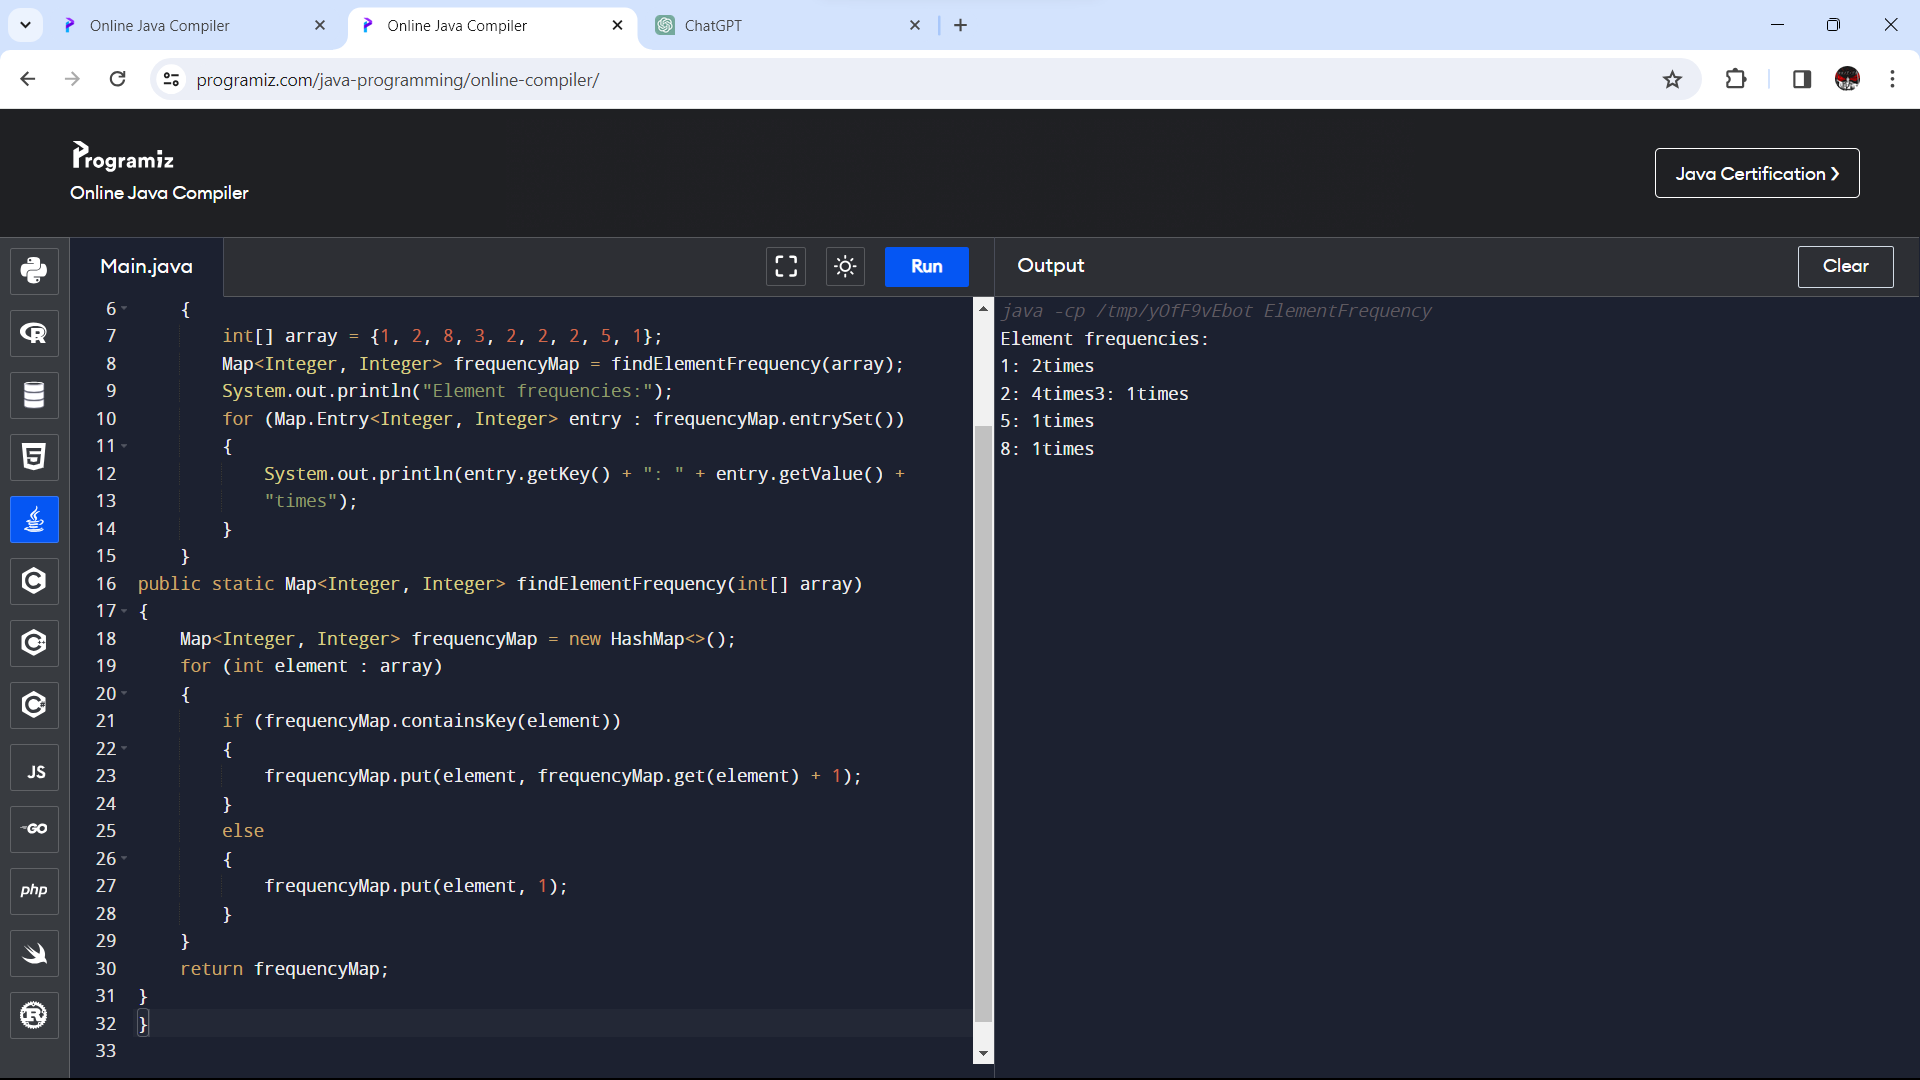 Online Java Compiler
Online Java Compiler
ChatGPT
programiz.com/java-programming/online-compiler/
Programiz
Online Java Compiler
Java Certification ❯
Main.java
Run
Output
Clear
6 {
7 int[] array = {1, 2, 8, 3, 2, 2, 2, 5, 1};
8 Map<Integer, Integer> frequencyMap = findElementFrequency(array);
9 System.out.println("Element frequencies:");
10 for (Map.Entry<Integer, Integer> entry : frequencyMap.entrySet())
11 {
12 System.out.println(entry.getKey() + ": " + entry.getValue() +
13 "times");
14 }
15 }
16 public static Map<Integer, Integer> findElementFrequency(int[] array)
17 {
18 Map<Integer, Integer> frequencyMap = new HashMap<>();
19 for (int element : array)
20 {
21 if (frequencyMap.containsKey(element))
22 {
23 frequencyMap.put(element, frequencyMap.get(element) + 1);
24 }
25 else
26 {
27 frequencyMap.put(element, 1);
28 }
29 }
30 return frequencyMap;
31 }
32 }
33
java -cp /tmp/yOfF9vEbot ElementFrequency
Element frequencies:
1: 2times
2: 4times3: 1times
5: 1times
8: 1times
JS
GO
php